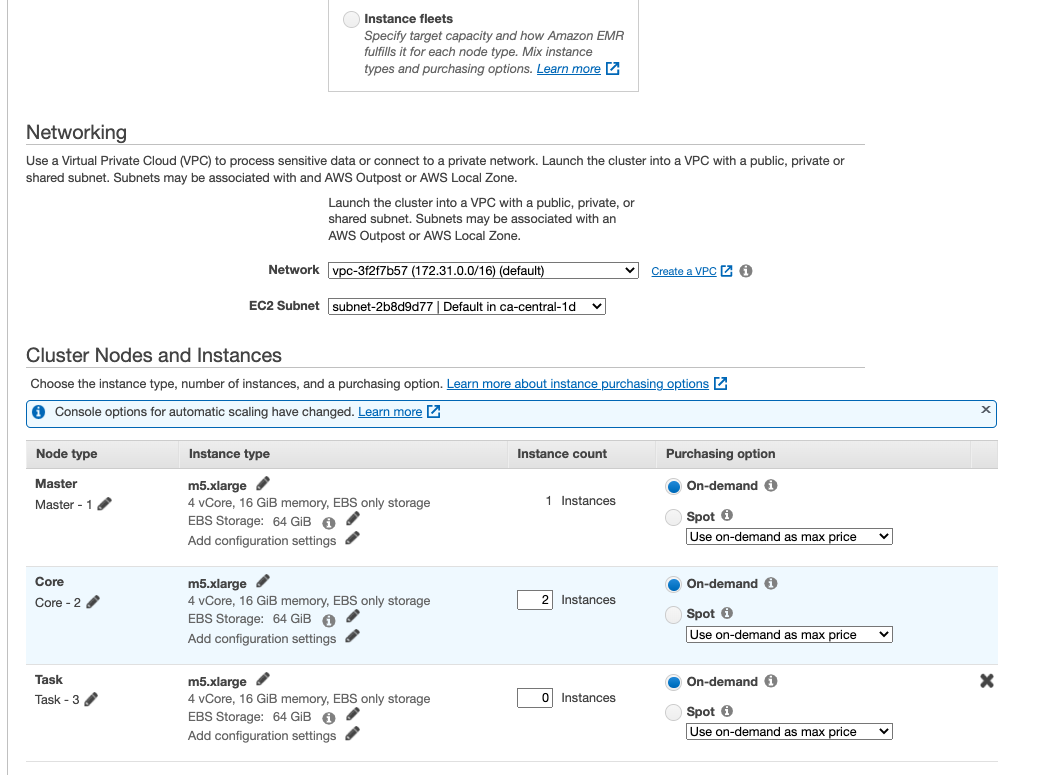 Instance fleets
Specify target capacity and how Amazon EMR
fulfills it for each node type. Mix instance
types and purchasing options. Learn more
Networking
Use a Virtual Private Cloud (VPC) to process sensitive data or connect to a private network. Launch the cluster into a VPC with a public, private or
shared subnet. Subnets may be associated with and AWS Outpost or AWS Local Zone.
Launch the cluster into a VPC with a public, private, or
shared subnet. Subnets may be associated with an
AWS Outpost or AWS Local Zone.
Network vpc-3f2f7b57 (172.31.0.0/16) (default) Create a VPC
EC2 Subnet subnet-2b8d9d77 | Default in ca-central-1d
Cluster Nodes and Instances
Choose the instance type, number of instances, and a purchasing option. Learn more about instance purchasing options
Console options for automatic scaling have changed. Learn more
Node type Instance type Instance count Purchasing option
Master
Master - 1
m5.xlarge
4 vCore, 16 GiB memory, EBS only storage
EBS Storage: 64 GiB
Add configuration settings
1 Instances
On-demand
Spot
Use on-demand as max price
Core
Core - 2
m5.xlarge
4 vCore, 16 GiB memory, EBS only storage
EBS Storage: 64 GiB
Add configuration settings
2 Instances
On-demand
Spot
Use on-demand as max price
Task
Task - 3
m5.xlarge
4 vCore, 16 GiB memory, EBS only storage
EBS Storage: 64 GiB
Add configuration settings
0 Instances
On-demand
Spot
Use on-demand as max price